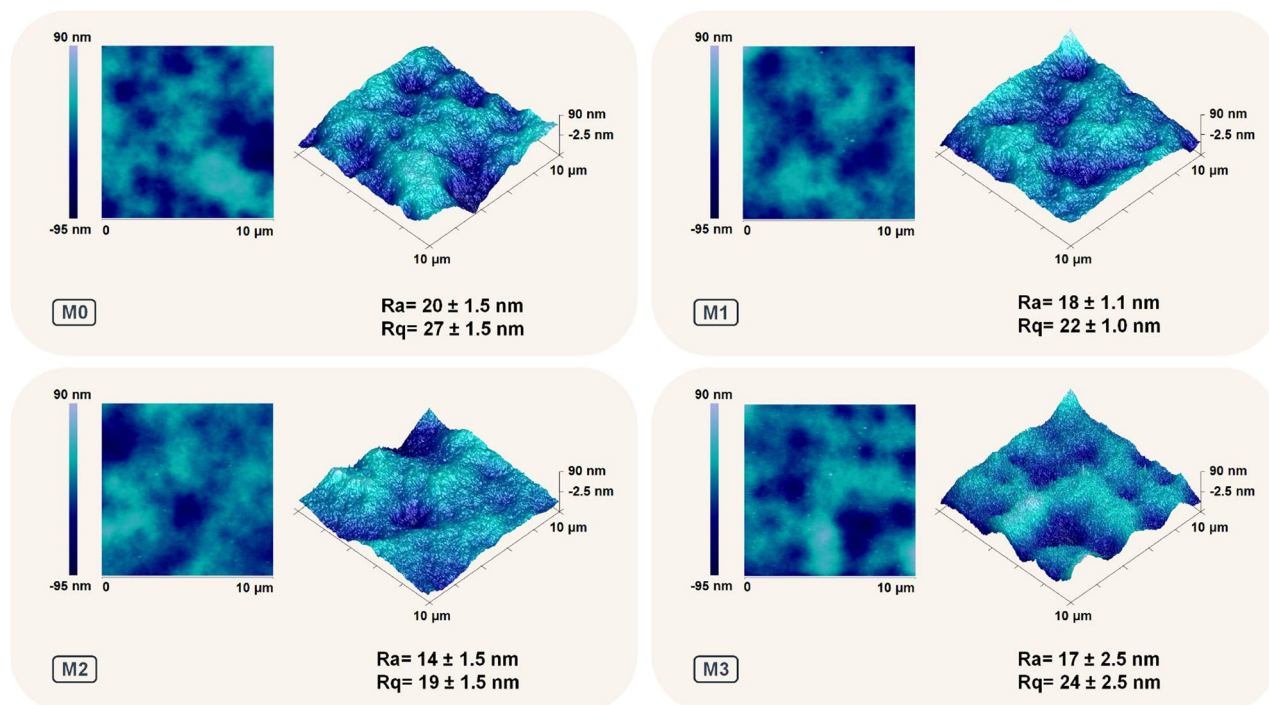 90 nm
-95 nm
0
10 µm
90 nm
-2.5 nm
10 µm
10 µm
M0
Ra= 20 ± 1.5 nm
Rq= 27 ± 1.5 nm
90 nm
-95 nm
0
10 µm
90 nm
-2.5 nm
10 µm
10 µm
M1
Ra= 18 ± 1.1 nm
Rq= 22 ± 1.0 nm
90 nm
-95 nm
0
10 µm
90 nm
-2.5 nm
10 µm
10 µm
M2
Ra= 14 ± 1.5 nm
Rq= 19 ± 1.5 nm
90 nm
-95 nm
0
10 µm
90 nm
-2.5 nm
10 µm
10 µm
M3
Ra= 17 ± 2.5 nm
Rq= 24 ± 2.5 nm